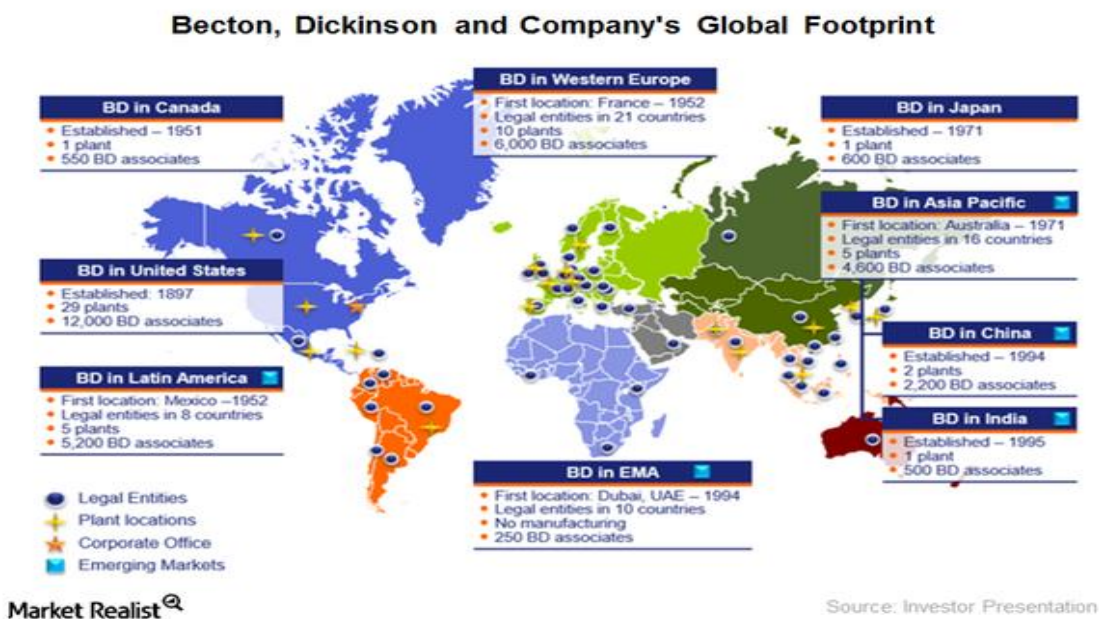 Becton, Dickinson and Company's Global Footprint
BD in Canada
Established – 1951
1 plant
550 BD associates
BD in Western Europe
First location: France – 1952
Legal entities in 21 countries
10 plants
6,000 BD associates
BD in Japan
Established – 1971
1 plant
600 BD associates
BD in Asia Pacific
First location: Australia – 1971
Legal entities in 16 countries
5 plants
4,600 BD associates
BD in United States
Established: 1897
29 plants
12,000 BD associates
BD in China
Established – 1994
2 plants
2,200 BD associates
BD in Latin America
First location: Mexico –1952
Legal entities in 8 countries
5 plants
5,200 BD associates
BD in India
Established – 1995
1 plant
500 BD associates
BD in EMA
First location: Dubai, UAE – 1994
Legal entities in 10 countries
No manufacturing
250 BD associates
Legal Entities
Plant locations
Corporate Office
Emerging Markets
Market Realist
Source: Investor Presentation